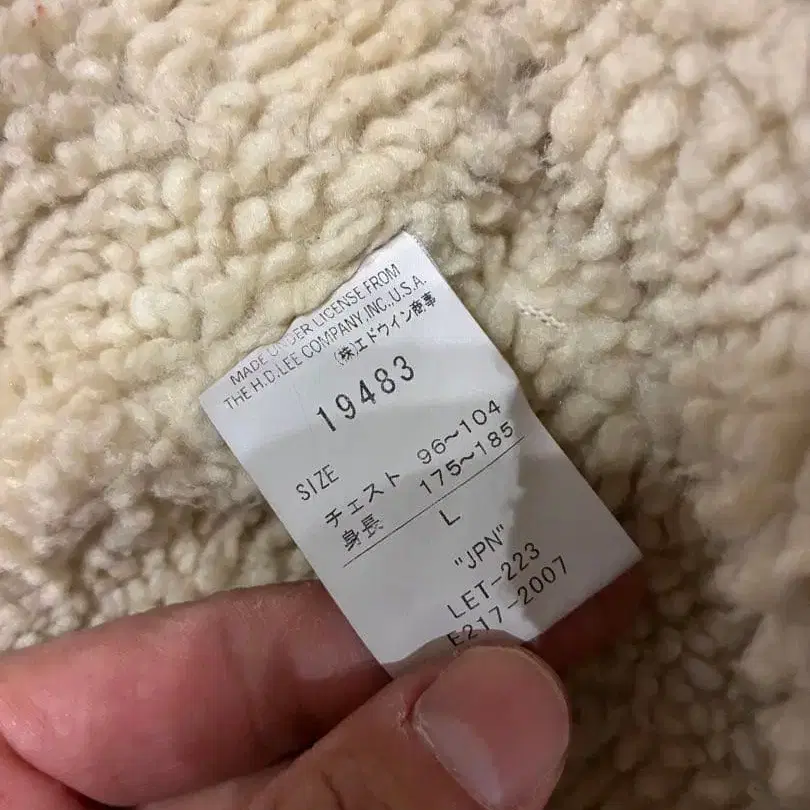 MADE UNDER LICENSE FROM
THE H.D.LEE COMPANY,INC.,U.S.A.
(株)エドウイン商事
19483
SIZE
チェスト 96~104
身長 175~185
L
"JPN"
LET-223
E217-2007